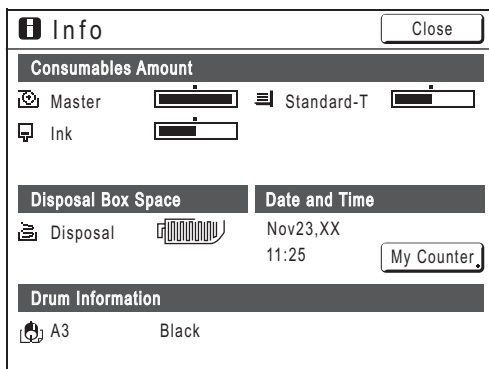 Info Close
Consumables Amount
Master Standard-T
Ink
Disposal Box Space Date and Time
Disposal Nov23,XX
11:25 My Counter
Drum Information
A3 Black